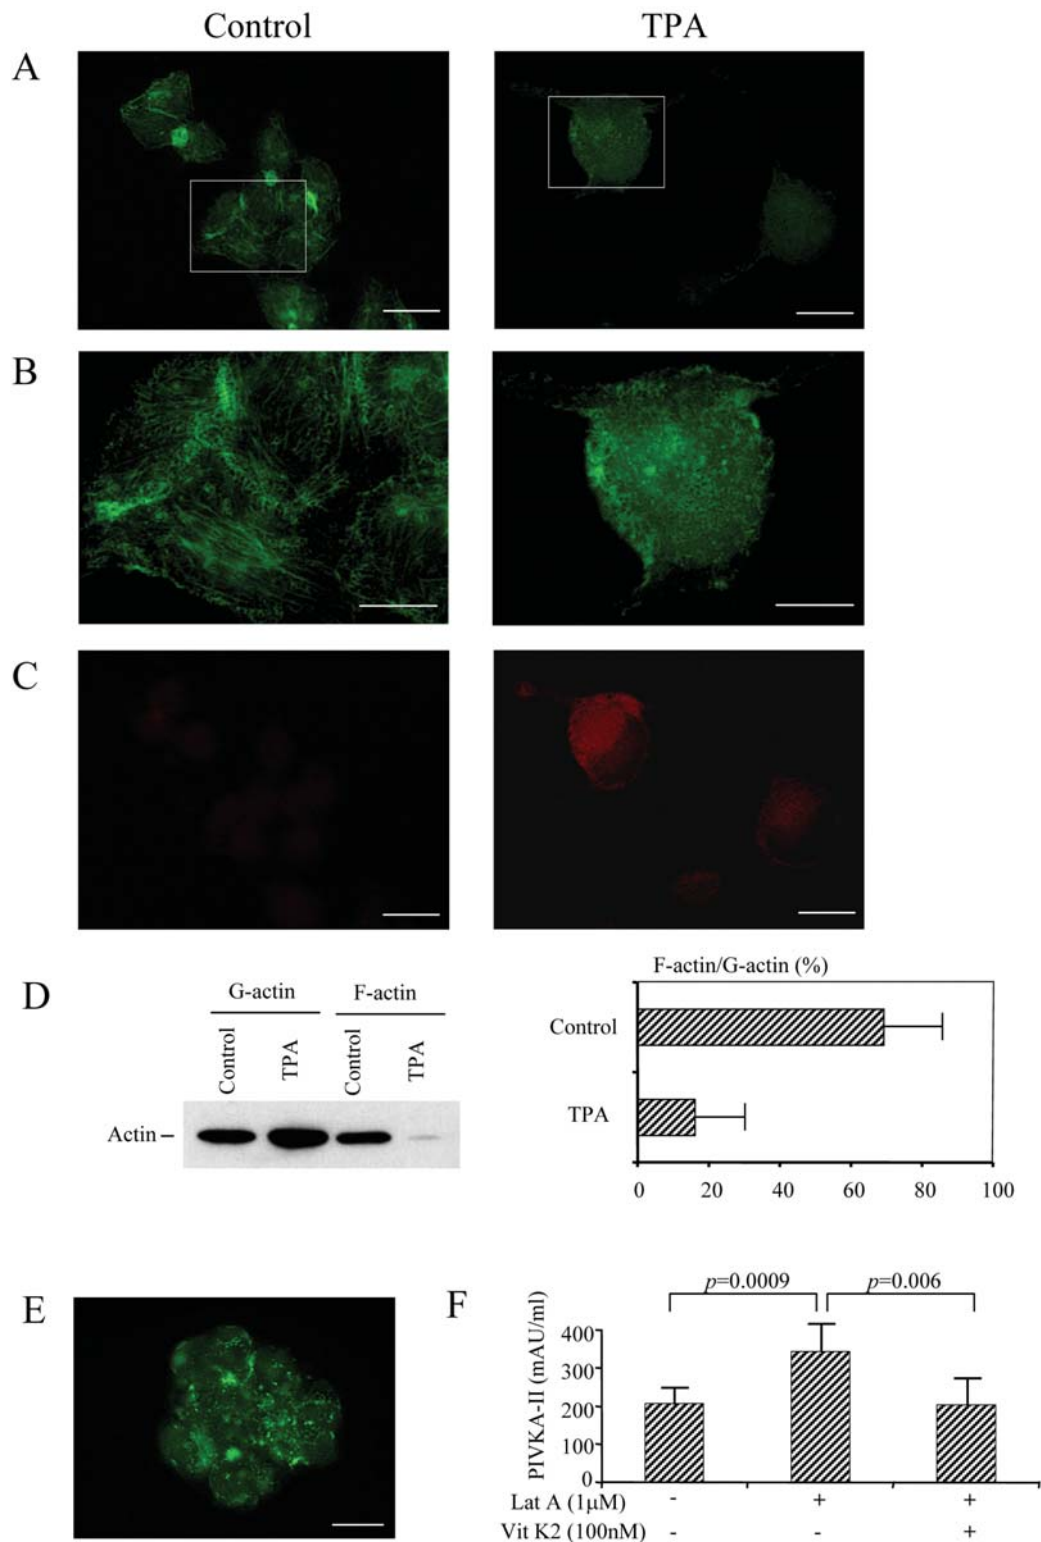 Control TPA
A
B
C
D
G-actin F-actin
Control TPA Control TPA
Actin
F-actin/G-actin (%)
Control
TPA
0 20 40 60 80 100
E
F
p=0.0009 p=0.006
PIVKA-II (mAU/ml)
400
300
200
100
0
Lat A (1μM) - + +
Vit K2 (100nM) - - +